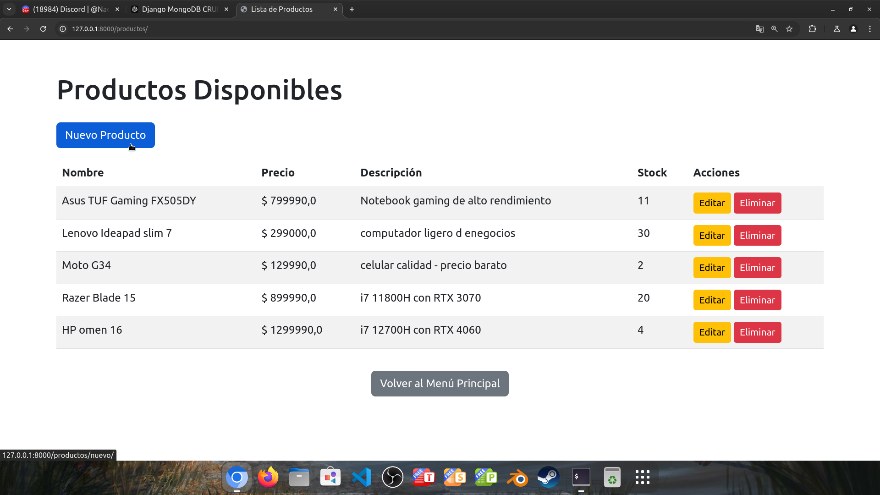 (18984) Discord | @Na
Django MongoDB CRU
Lista de Productos
127.0.0.1:8000/productos/
Productos Disponibles
Nuevo Producto
Nombre Precio Descripción Stock Acciones
Asus TUF Gaming FX505DY $ 799990,0 Notebook gaming de alto rendimiento 11 Editar Eliminar
Lenovo Ideapad slim 7 $ 299000,0 computador ligero d enegocios 30 Editar Eliminar
Moto G34 $ 129990,0 celular calidad - precio barato 2 Editar Eliminar
Razer Blade 15 $ 899990,0 i7 11800H con RTX 3070 20 Editar Eliminar
HP omen 16 $ 1299990,0 i7 12700H con RTX 4060 4 Editar Eliminar
Volver al Menú Principal
127.0.0.1:8000/productos/nuevo/